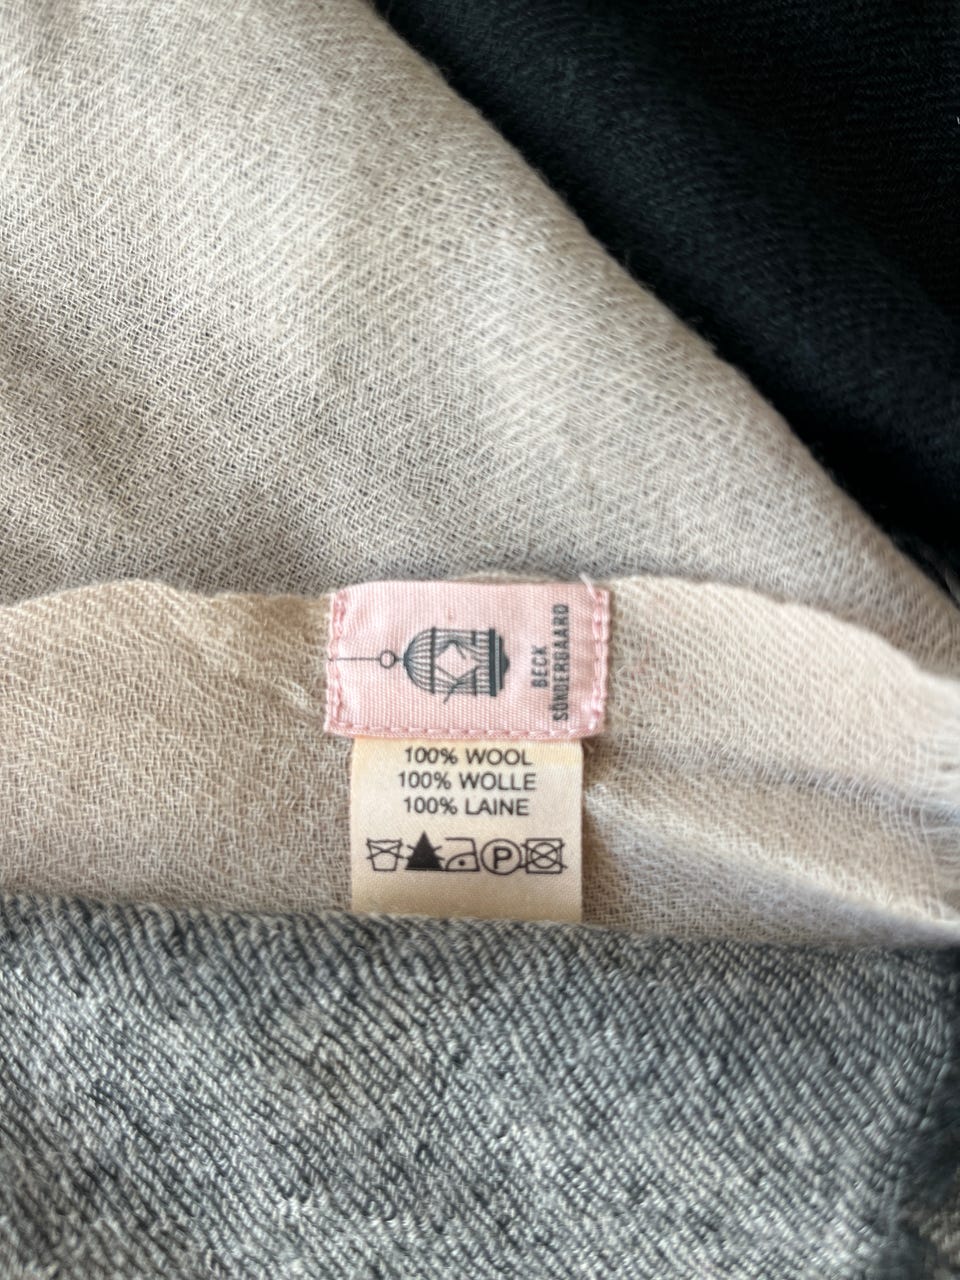 BECK
SÖNDERGAARD
100% WOOL
100% WOLLE
100% LAINE
P